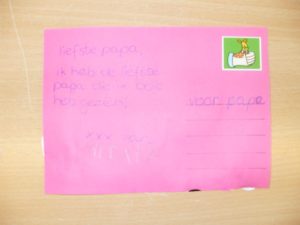 liefste papa,
ik heb de liefste
papa die ik ooit
heb gezien!
xxx van
voor papa